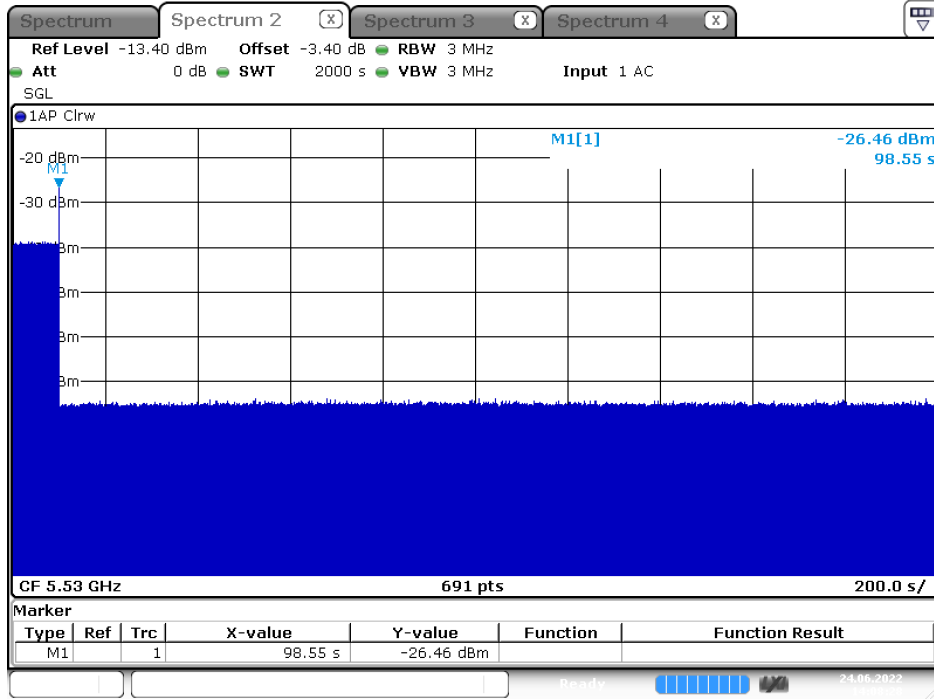 Spectrum Spectrum 2 X Spectrum 3 X Spectrum 4 X
Ref Level -13.40 dBm Offset -3.40 dB RBW 3 MHz
Att 0 dB SWT 2000 s VBW 3 MHz Input 1 AC
SGL
1AP Clrw
M1[1] -26.46 dBm
98.55 s
-20 dBm
M1
-30 dBm
Bm
Bm
Bm
Bm
CF 5.53 GHz 691 pts 200.0 s/
Marker
Type Ref Trc X-value Y-value Function Function Result
M1 1 98.55 s -26.46 dBm
Ready 24.06.2022